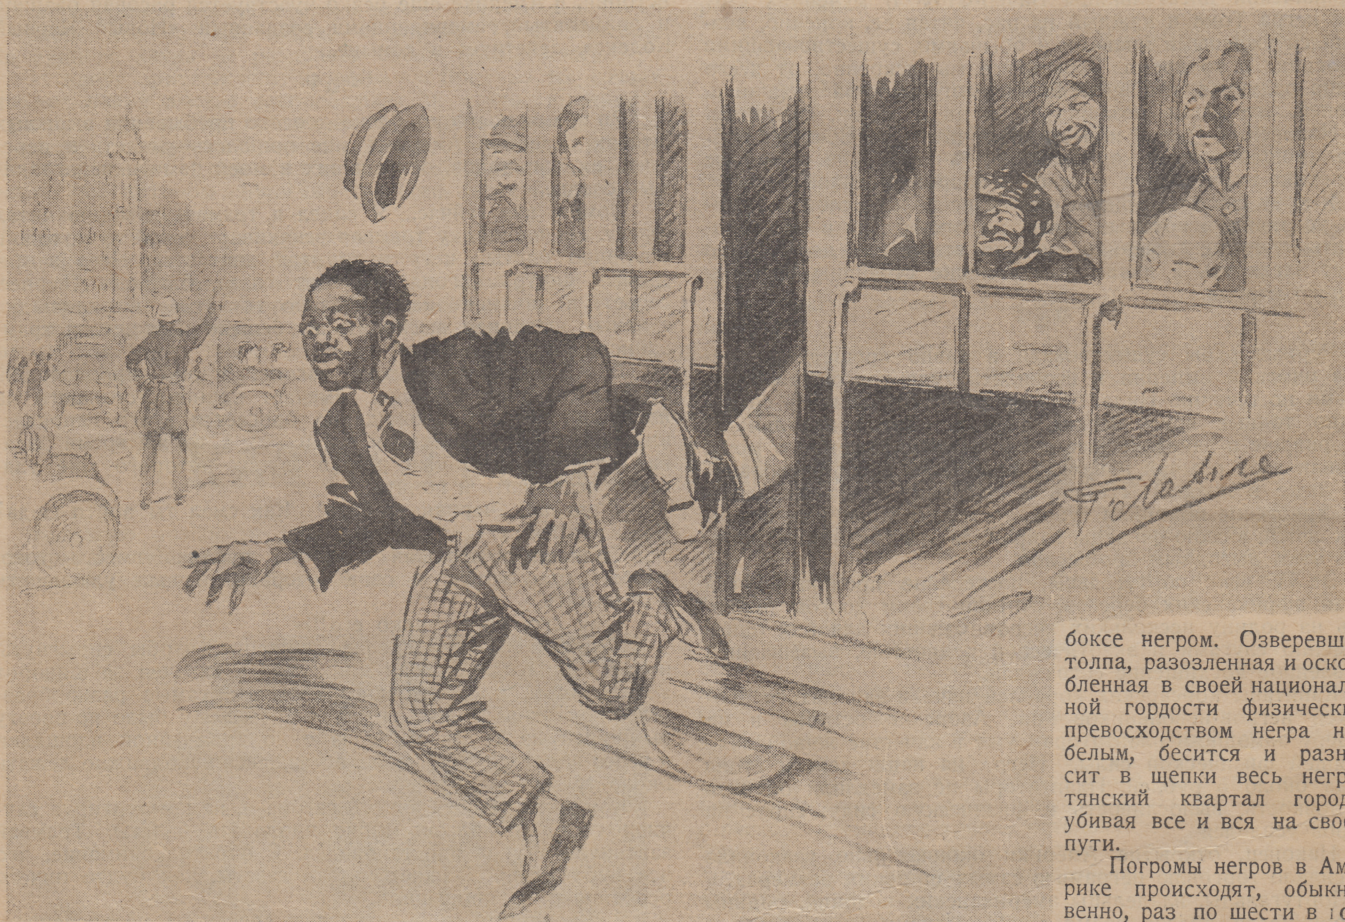 боксе негром. Озверевш
толпа, разозленная и оско
бленная в своей национал
ной гордости физически
превосходством негра н
белым, бесится и разн
сит в щепки весь негр
тянский квартал город
убивая все и вся на свое
пути.
Погромы негров в Ам
рике происходят, обыкн
венно, раз по шести в